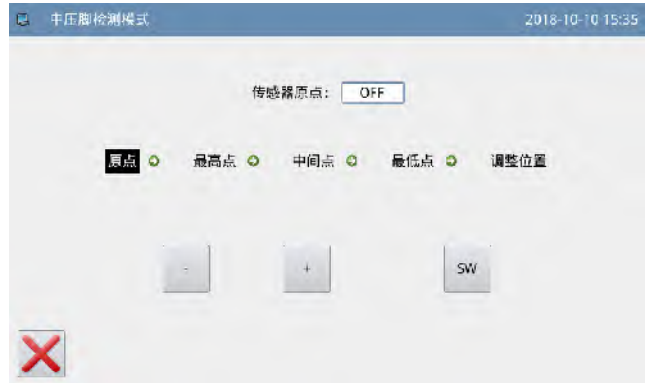 中压脚检测模式 2018-10-10 15:35
传感器原点: OFF
原点 最高点 中间点 最低点 调整位置
- + SW